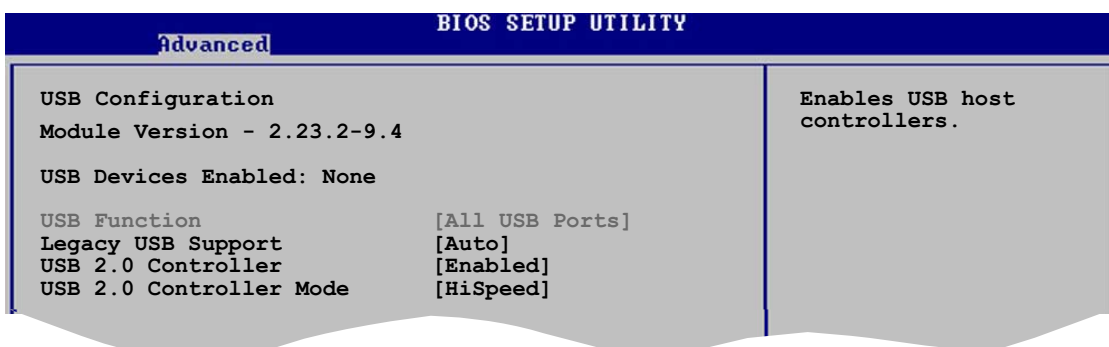 BIOS SETUP UTILITY
Advanced
USB Configuration
Module Version - 2.23.2-9.4
USB Devices Enabled: None
USB Function [All USB Ports]
Legacy USB Support [Auto]
USB 2.0 Controller [Enabled]
USB 2.0 Controller Mode [HiSpeed]
Enables USB host
controllers.